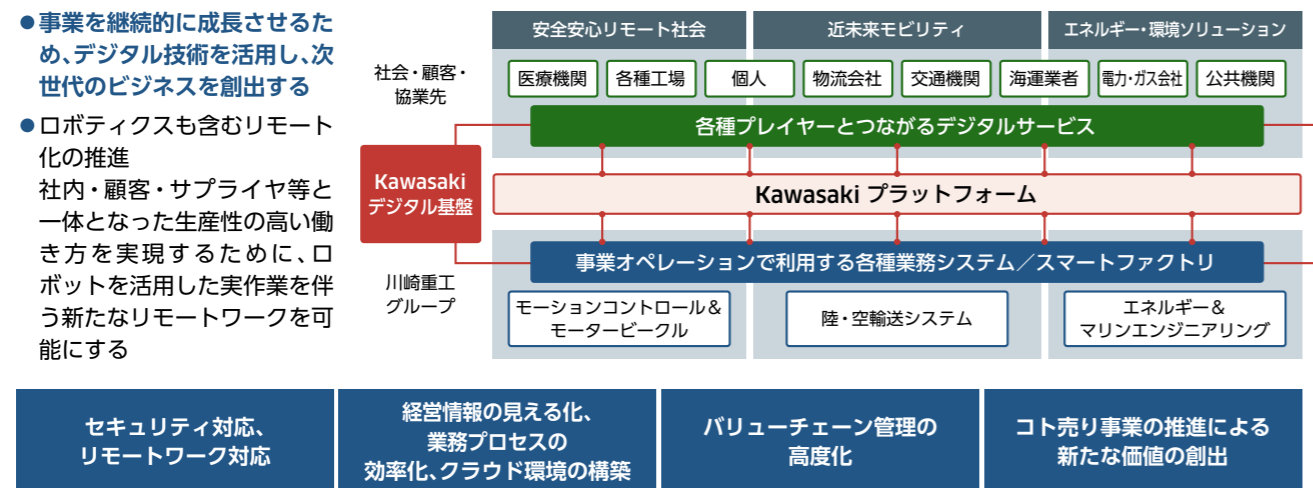 ●事業を継続的に成長させるた
め、デジタル技術を活用し、次
世代のビジネスを創出する
●ロボティクスも含むリモート
化の推進
社内・顧客・サプライヤ等と
一体となった生産性の高い働
き方を実現するために、ロ
ボットを活用した実作業を伴
う新たなリモートワークを可
能にする
安全安心リモート社会
近未来モビリティ
エネルギー・環境ソリューション
社会・顧客・
協業先
医療機関
各種工場
個人
物流会社
交通機関
海運業者
電力・ガス会社
公共機関
各種プレイヤーとつながるデジタルサービス
Kawasaki
デジタル基盤
Kawasaki プラットフォーム
事業オペレーションで利用する各種業務システム／スマートファクトリ
川崎重工
グループ
モーションコントロール＆
モータービークル
陸・空輸送システム
エネルギー＆
マリンエンジニアリング
セキュリティ対応、
リモートワーク対応
経営情報の見える化、
業務プロセスの
効率化、クラウド環境の構築
バリューチェーン管理の
高度化
コト売り事業の推進による
新たな価値の創出